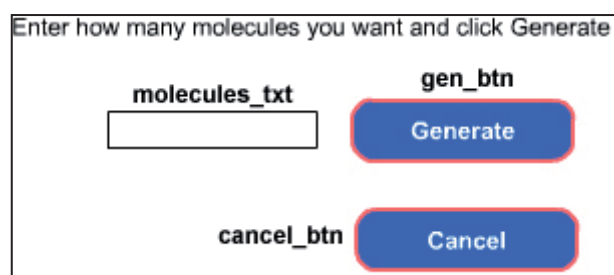 Enter how many molecules you want and click Generate
gen_btn
molecules_txt
Generate
cancel_btn
Cancel